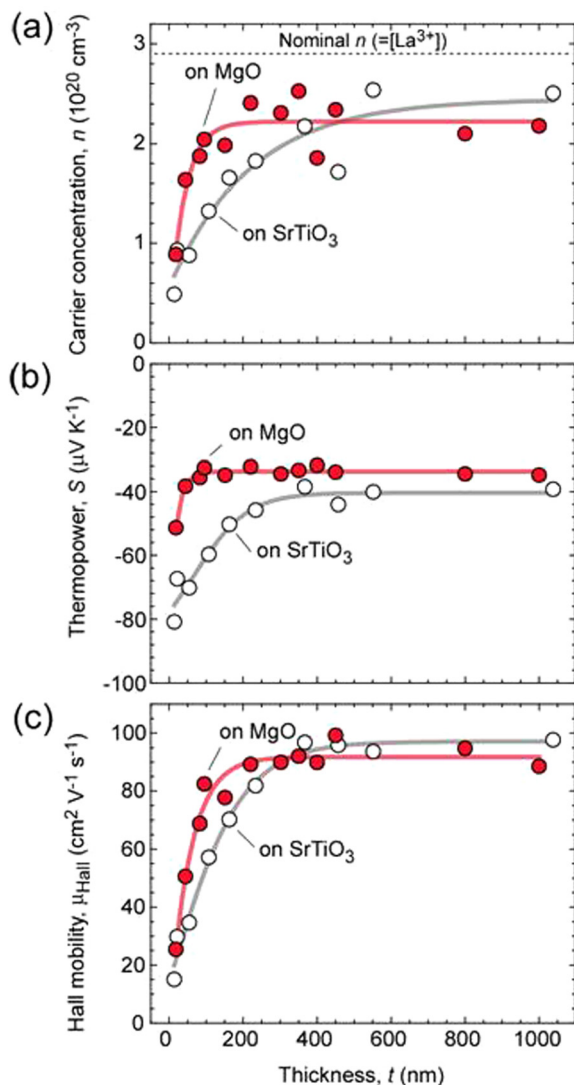 (a)
Carrier concentration, n (10²⁰ cm⁻³)
3
2
1
0
Nominal n (=[La³⁺])
on MgO
on SrTiO₃
(b)
Thermopower, S (μV K⁻¹)
0
-20
-40
-60
-80
-100
on MgO
on SrTiO₃
(c)
Hall mobility, μHall (cm² V⁻¹ s⁻¹)
100
80
60
40
20
0
on MgO
on SrTiO₃
0 200 400 600 800 1000
Thickness, t (nm)